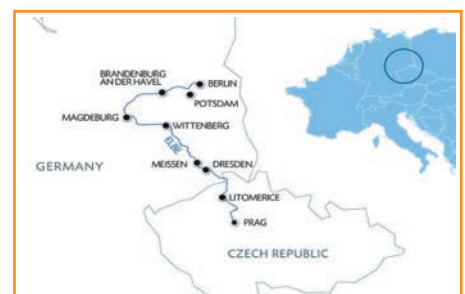 BRANDENBURG
AN DER HAVEL
BERLIN
POTSDAM
MAGDEBURG
WITTENBERG
ELBE
GERMANY
MEISSEN
DRESDEN
LITOMERICE
PRAG
CZECH REPUBLIC